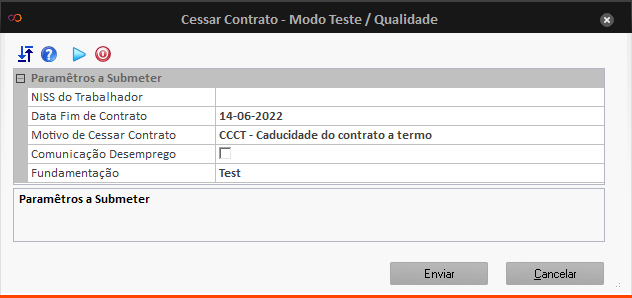 Cessar Contrato - Modo Teste / Qualidade
Paramêtros a Submeter
NISS do Trabalhador
Data Fim de Contrato 14-06-2022
Motivo de Cessar Contrato CCCT - Caducidade do contrato a termo
Comunicação Desemprego
Fundamentação Test
Paramêtros a Submeter
Enviar Cancelar